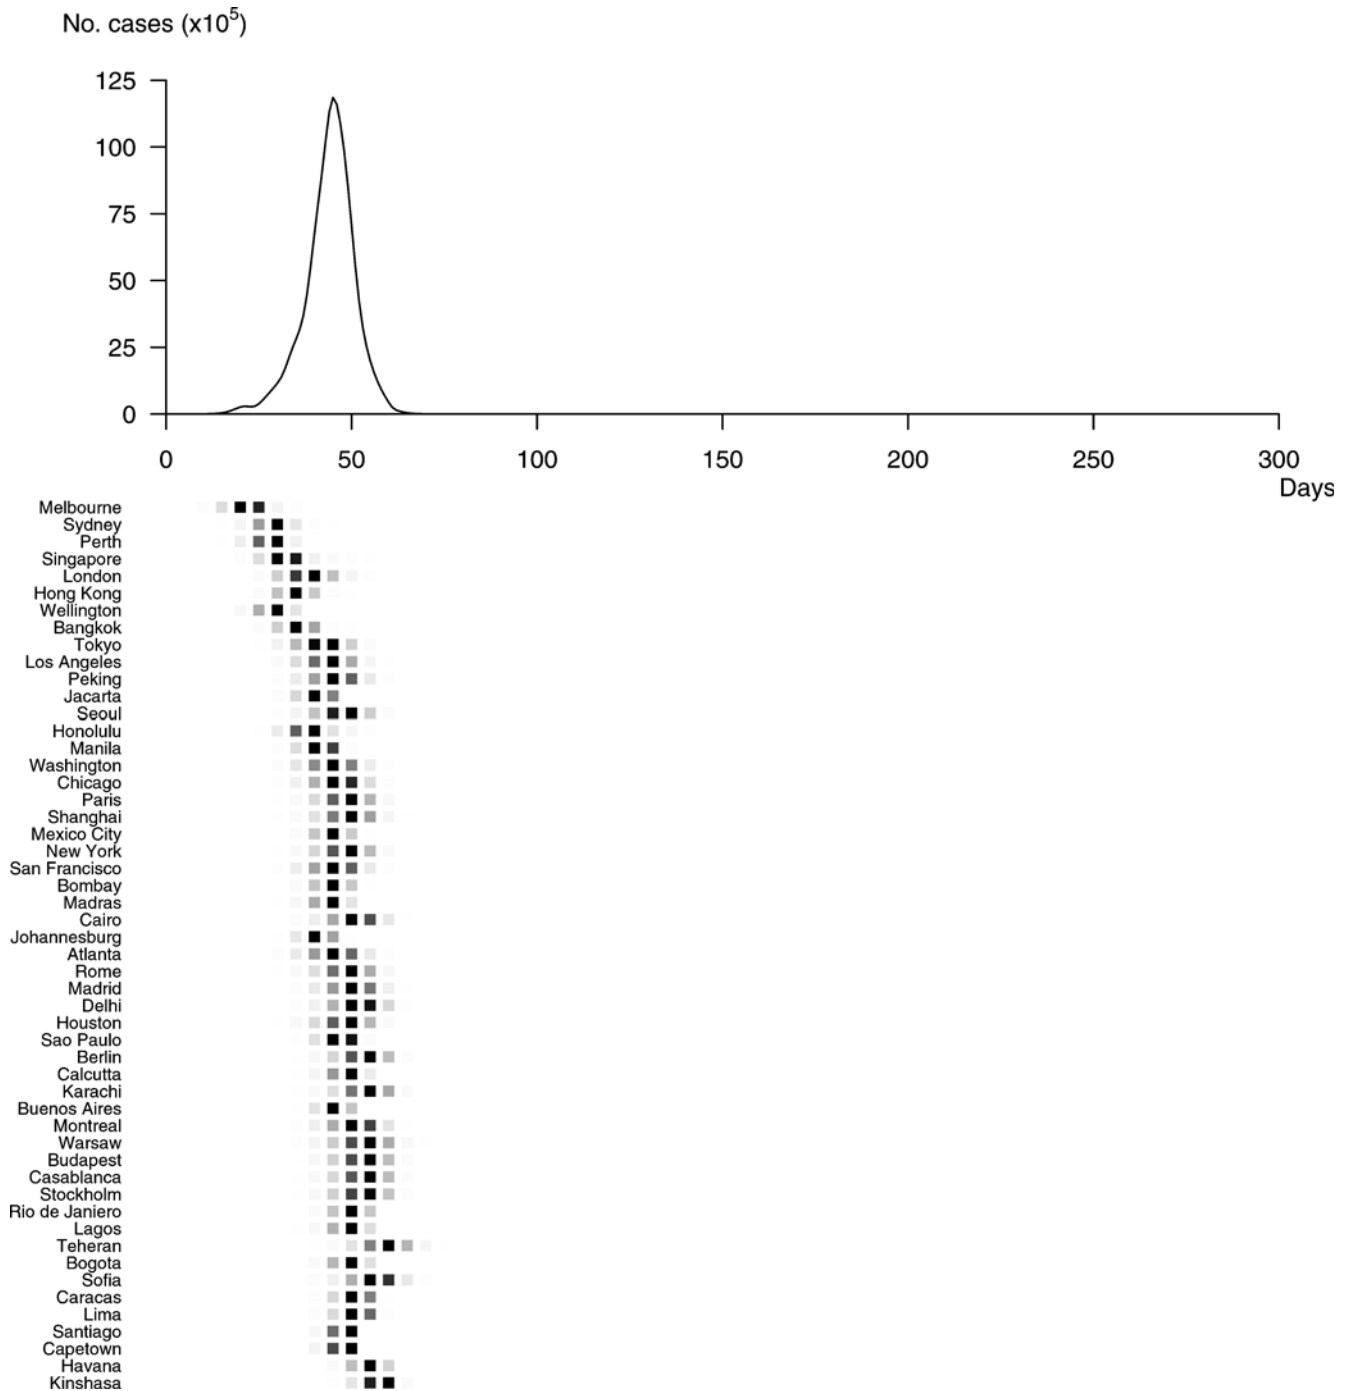 No. cases (x10⁵)
125
100
75
50
25
0
0 50 100 150 200 250 300
Days
Melbourne
Sydney
Perth
Singapore
London
Hong Kong
Wellington
Bangkok
Tokyo
Los Angeles
Peking
Jacarta
Seoul
Honolulu
Manila
Washington
Chicago
Paris
Shanghai
Mexico City
New York
San Francisco
Bombay
Madras
Cairo
Johannesburg
Atlanta
Rome
Madrid
Delhi
Houston
Sao Paulo
Berlin
Calcutta
Karachi
Buenos Aires
Montreal
Warsaw
Budapest
Casablanca
Stockholm
Rio de Janiero
Lagos
Teheran
Bogota
Sofia
Caracas
Lima
Santiago
Capetown
Havana
Kinshasa